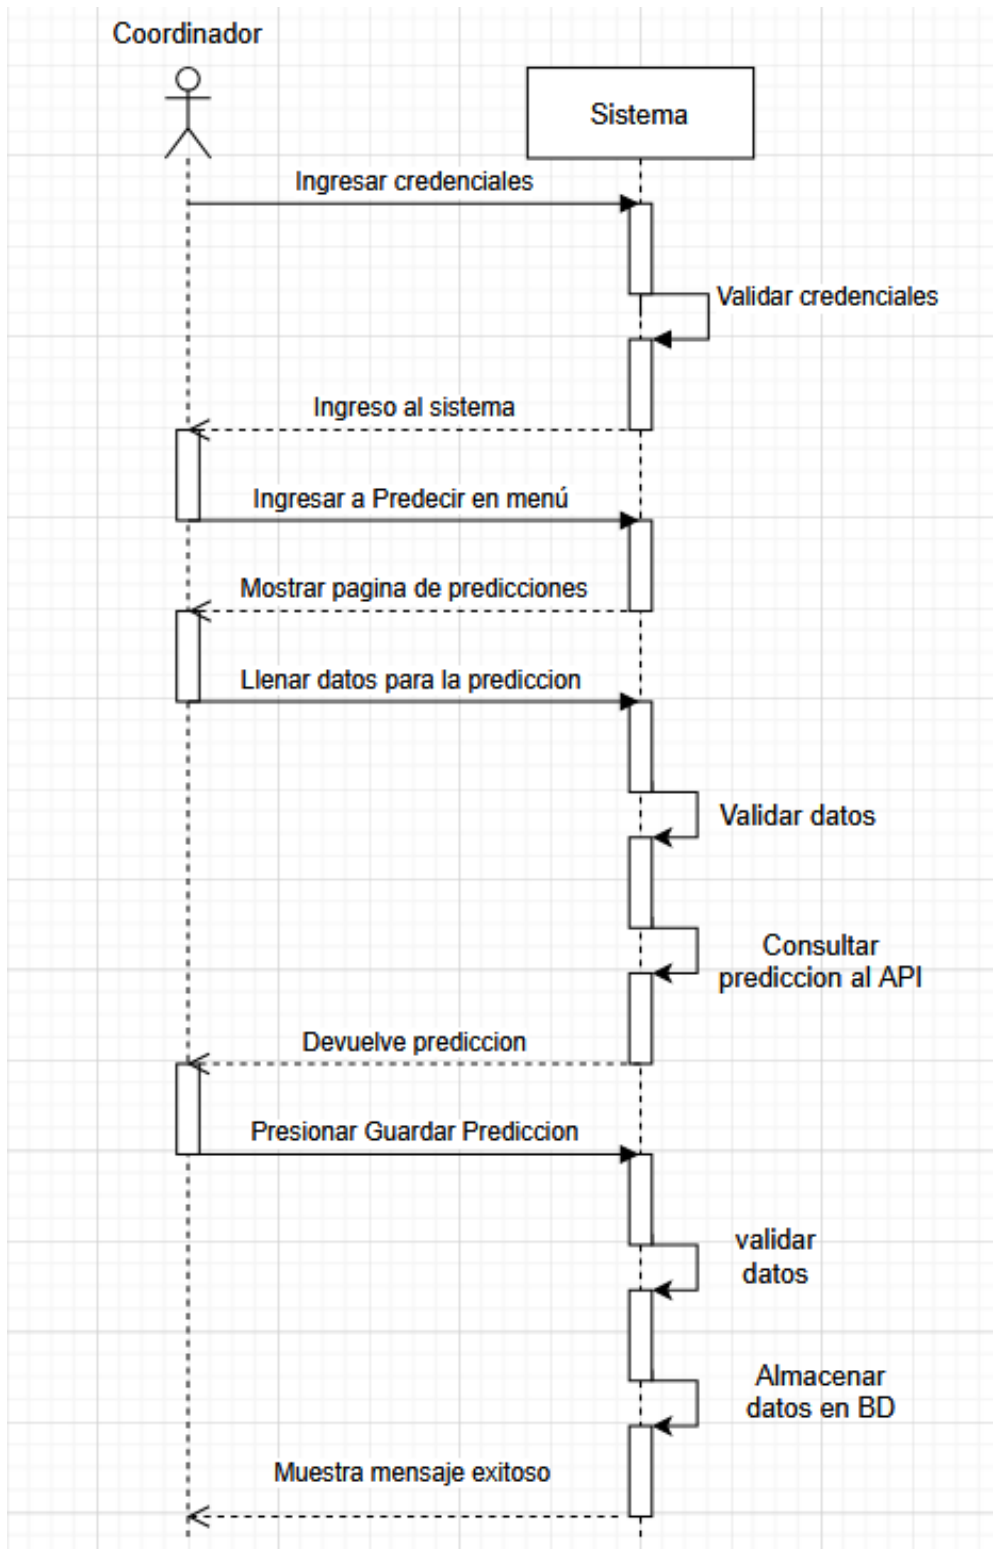 Coordinador
Sistema
Ingresar credenciales
Validar credenciales
Ingreso al sistema
Ingresar a Predecir en menú
Mostrar pagina de predicciones
Llenar datos para la prediccion
Validar datos
Consultar
prediccion al API
Devuelve prediccion
Presionar Guardar Prediccion
validar
datos
Almacenar
datos en BD
Muestra mensaje exitoso